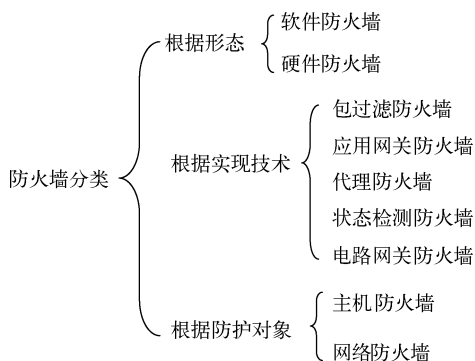 防火墙分类
根据形态
软件防火墙
硬件防火墙
根据实现技术
包过滤防火墙
应用网关防火墙
代理防火墙
状态检测防火墙
电路网关防火墙
根据防护对象
主机防火墙
网络防火墙